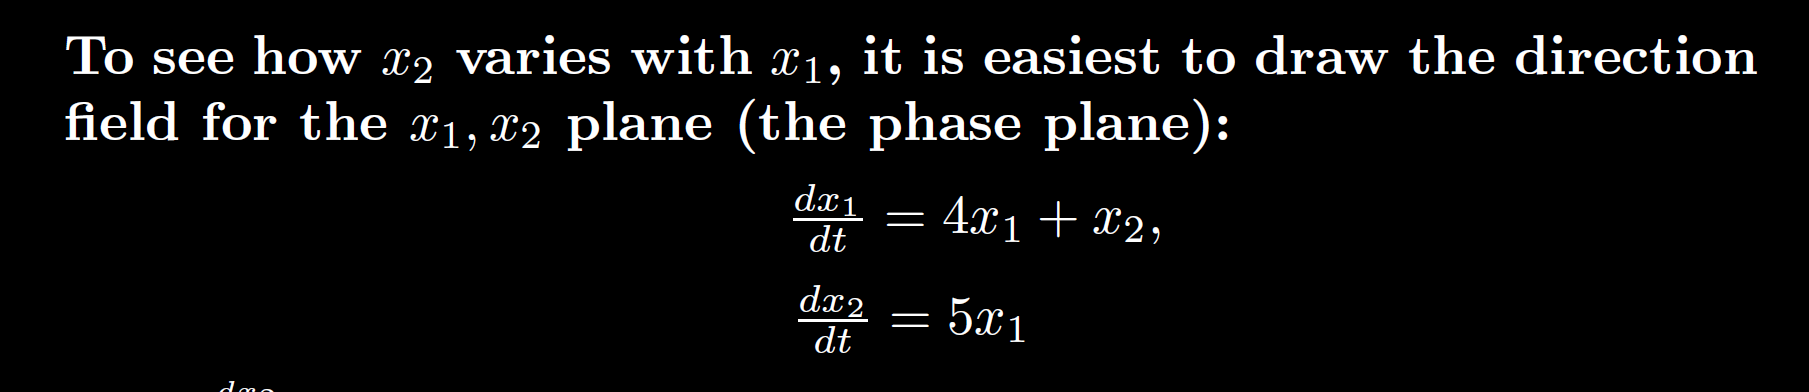 To see how x₂ varies with x₁, it is easiest to draw the direction
field for the x₁, x₂ plane (the phase plane):
dx₁/dt = 4x₁ + x₂,
dx₂/dt = 5x₁